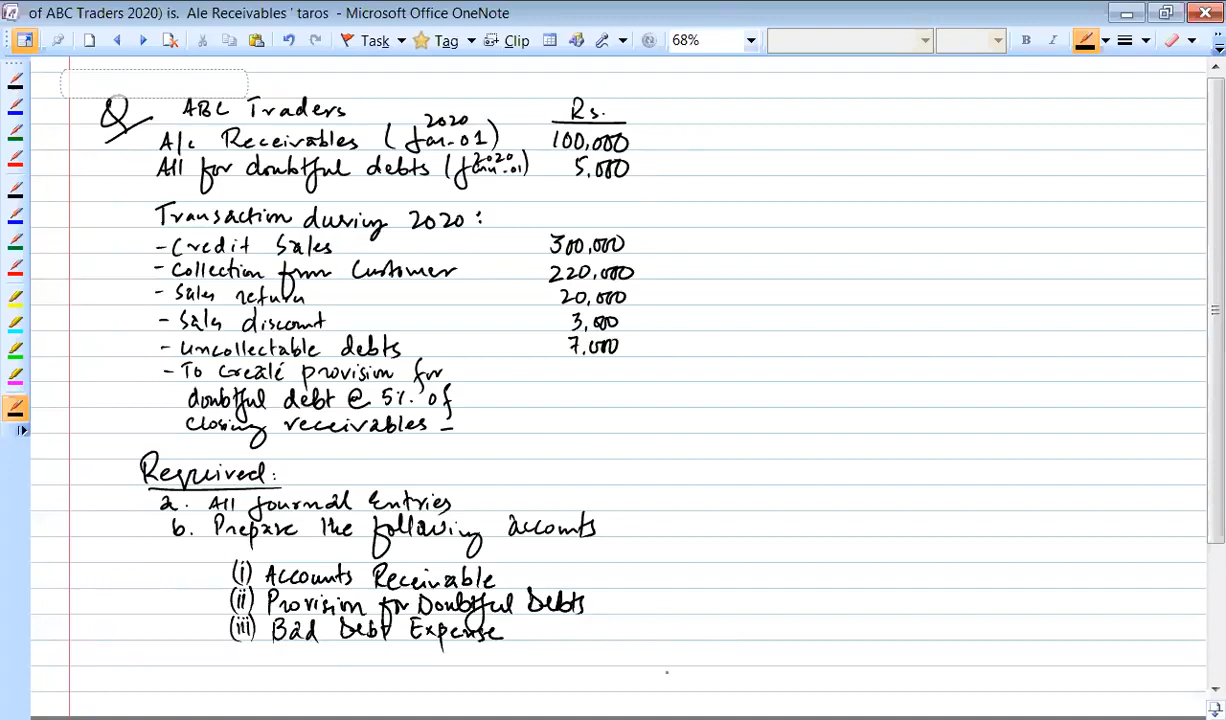 of ABC Traders 2020) is. Ale Receivables ' taros - Microsoft Office OneNote
Task Tag Clip 68% B
Q ABC Traders Rs.
A/c Receivables (Jan-01) 2020 100,000
All for doubtful debts (Jan-01) 2020 5,000
Transaction during 2020:
- Credit Sales 300,000
- Collection from Customer 220,000
- Sales return 20,000
- Sales discount 3,000
- uncollectable debts 7,000
- To create provision for
doubtful debt @ 5% of
closing receivables -
Required:
a. All Journal Entries
b. Prepare the following accounts
(i) Accounts Receivable
(ii) Provision for Doubtful Debts
(iii) Bad Debt Expense